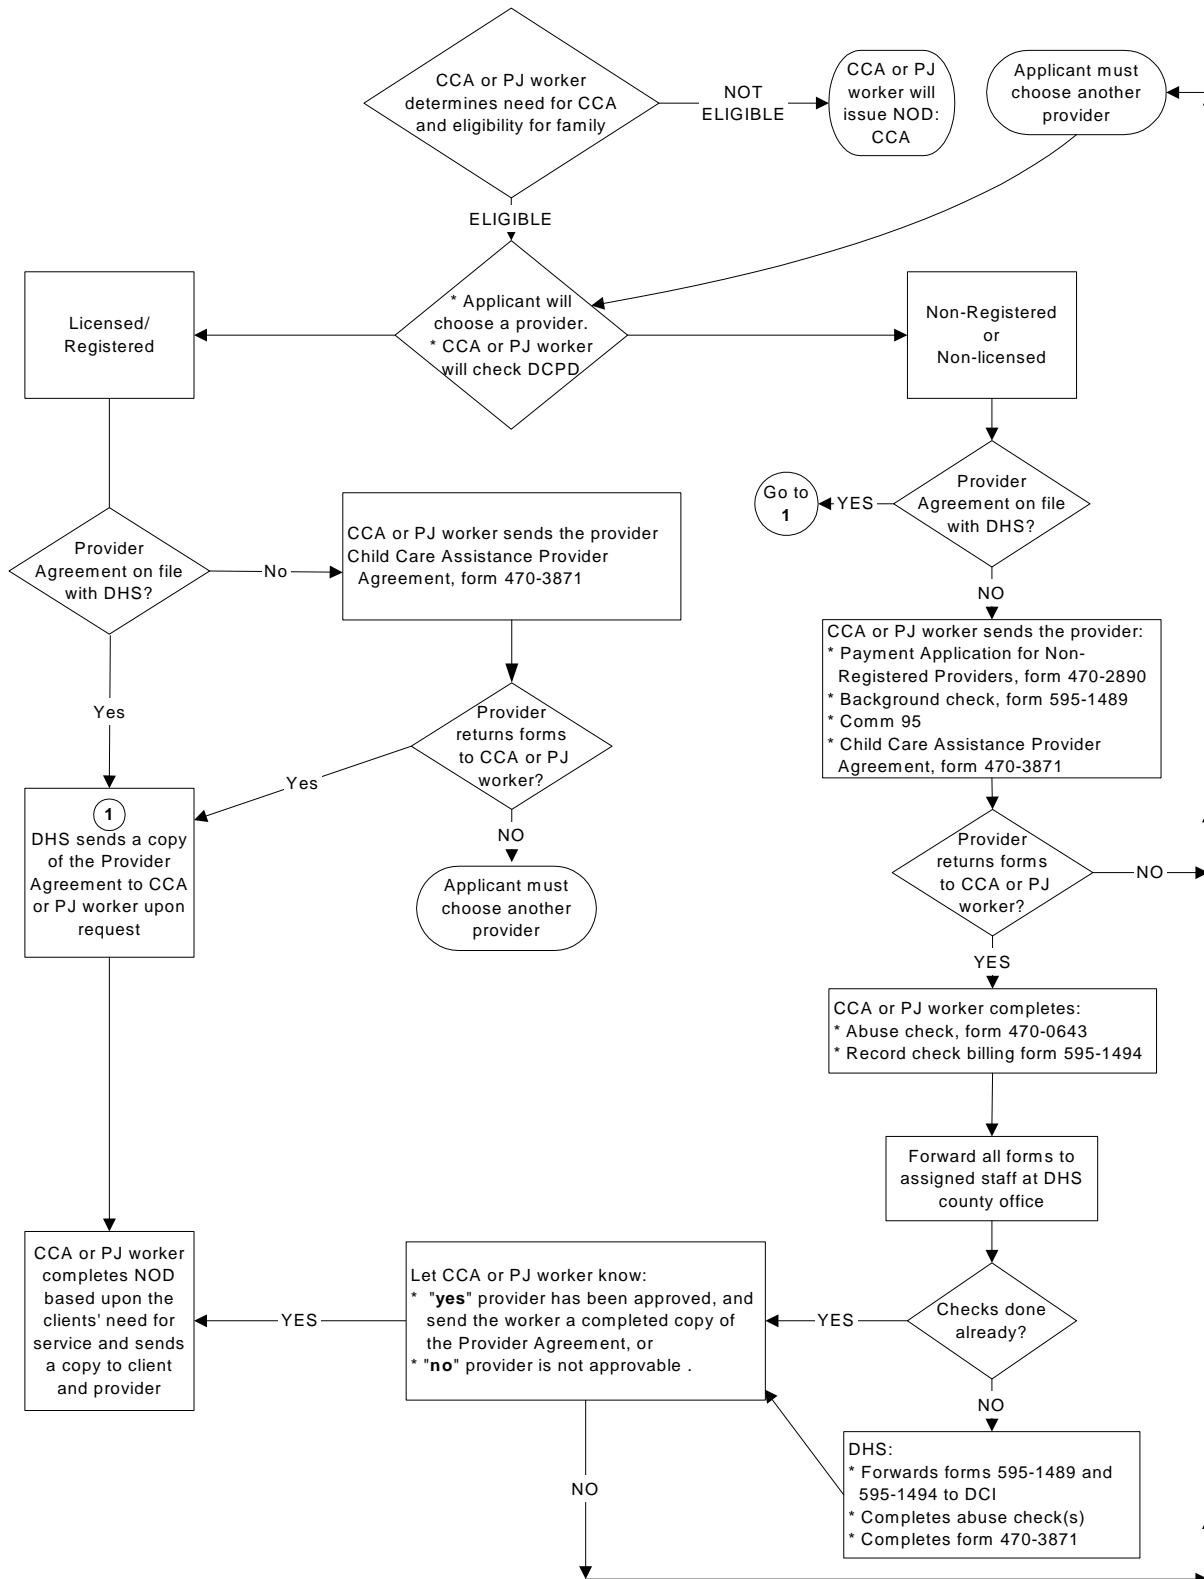 CCA or PJ worker
determines need for CCA
and eligibility for family
NOT
ELIGIBLE
CCA or PJ
worker will
issue NOD:
CCA
Applicant must
choose another
provider
ELIGIBLE
Licensed/
Registered
* Applicant will
choose a provider.
* CCA or PJ worker
will check DCPD
Non-Registered
or
Non-licensed
Provider
Agreement on file
with DHS?
No
CCA or PJ worker sends the provider
Child Care Assistance Provider
Agreement, form 470-3871
Go to
1
YES
Provider
Agreement on file
with DHS?
NO
Yes
Provider
returns forms
to CCA or PJ
worker?
Yes
NO
Applicant must
choose another
provider
CCA or PJ worker sends the provider:
* Payment Application for Non-
Registered Providers, form 470-2890
* Background check, form 595-1489
* Comm 95
* Child Care Assistance Provider
Agreement, form 470-3871
1
DHS sends a copy
of the Provider
Agreement to CCA
or PJ worker upon
request
Provider
returns forms
to CCA or PJ
worker?
NO
YES
CCA or PJ worker completes:
* Abuse check, form 470-0643
* Record check billing form 595-1494
Forward all forms to
assigned staff at DHS
county office
CCA or PJ worker
completes NOD
based upon the
clients' need for
service and sends
a copy to client
and provider
YES
Let CCA or PJ worker know:
* "yes" provider has been approved, and
send the worker a completed copy of
the Provider Agreement, or
* "no" provider is not approvable .
YES
Checks done
already?
NO
NO
DHS:
* Forwards forms 595-1489 and
595-1494 to DCI
* Completes abuse check(s)
* Completes form 470-3871